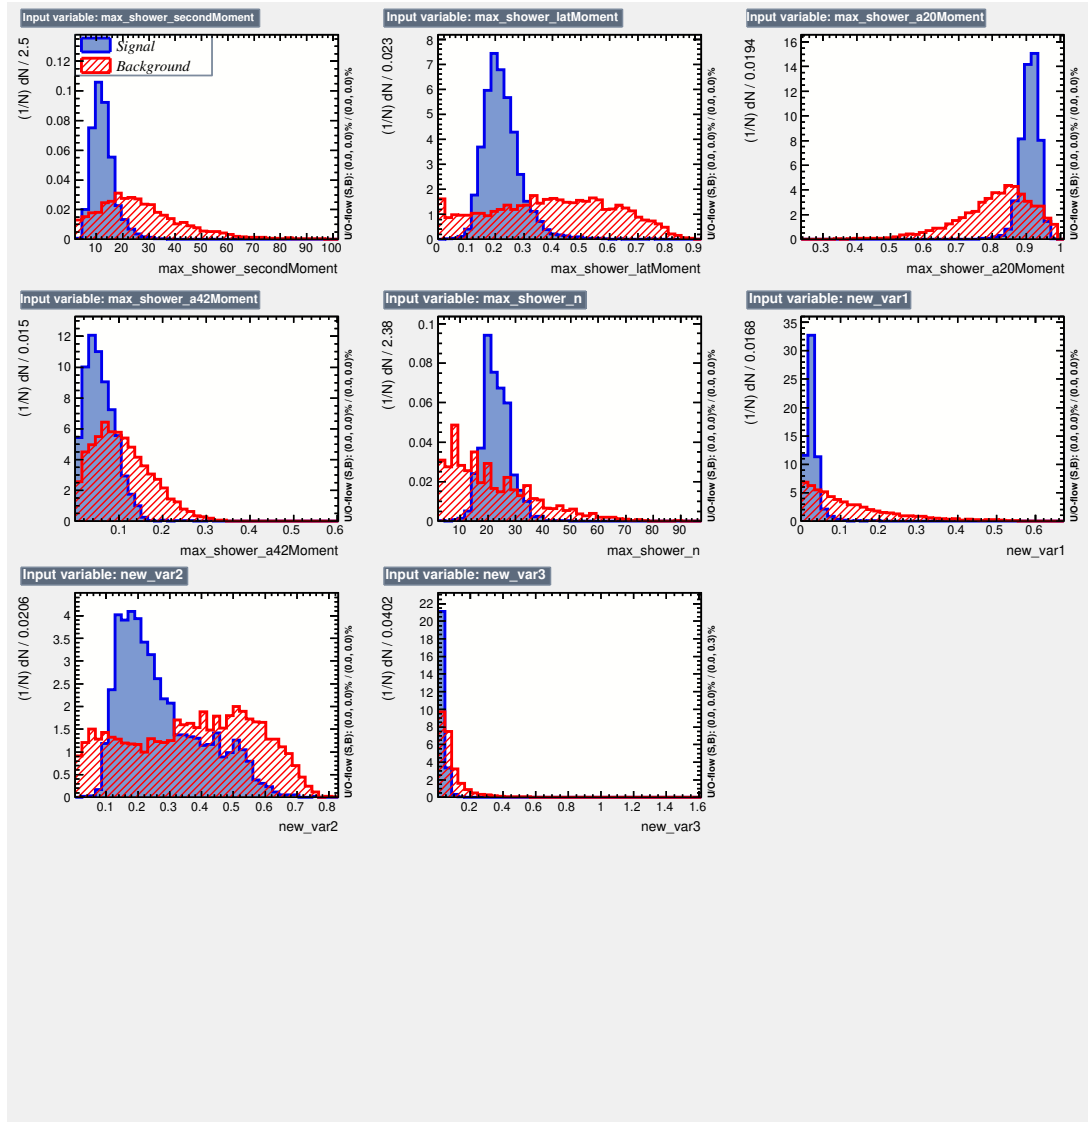 Input variable: max_shower_secondMoment
(1/N) dN / 2.5
Signal
Background
0.12
0.1
0.08
0.06
0.04
0.02
0
10 20 30 40 50 60 70 80 90 100
max_shower_secondMoment
U/O-flow (S,B): (0.0, 0.0)% / (0.0, 0.0)%
Input variable: max_shower_latMoment
(1/N) dN / 0.023
8
7
6
5
4
3
2
1
0
0 0.1 0.2 0.3 0.4 0.5 0.6 0.7 0.8 0.9
max_shower_latMoment
U/O-flow (S,B): (0.0, 0.0)% / (0.0, 0.0)%
Input variable: max_shower_a20Moment
(1/N) dN / 0.0194
16
14
12
10
8
6
4
2
0
0.3 0.4 0.5 0.6 0.7 0.8 0.9 1
max_shower_a20Moment
U/O-flow (S,B): (0.0, 0.0)% / (0.0, 0.0)%
Input variable: max_shower_a42Moment
(1/N) dN / 0.015
12
10
8
6
4
2
0
0.1 0.2 0.3 0.4 0.5 0.6
max_shower_a42Moment
U/O-flow (S,B): (0.0, 0.0)% / (0.0, 0.0)%
Input variable: max_shower_n
(1/N) dN / 2.38
0.1
0.08
0.06
0.04
0.02
0
10 20 30 40 50 60 70 80 90
max_shower_n
U/O-flow (S,B): (0.0, 0.0)% / (0.0, 0.0)%
Input variable: new_var1
(1/N) dN / 0.0168
35
30
25
20
15
10
5
0
0 0.1 0.2 0.3 0.4 0.5 0.6
new_var1
U/O-flow (S,B): (0.0, 0.0)% / (0.0, 0.0)%
Input variable: new_var2
(1/N) dN / 0.0206
4
3.5
3
2.5
2
1.5
1
0.5
0
0.1 0.2 0.3 0.4 0.5 0.6 0.7 0.8
new_var2
U/O-flow (S,B): (0.0, 0.0)% / (0.0, 0.0)%
Input variable: new_var3
(1/N) dN / 0.0402
22
20
18
16
14
12
10
8
6
4
2
0
0.2 0.4 0.6 0.8 1 1.2 1.4 1.6
new_var3
U/O-flow (S,B): (0.0, 0.0)% / (0.0, 0.3)%